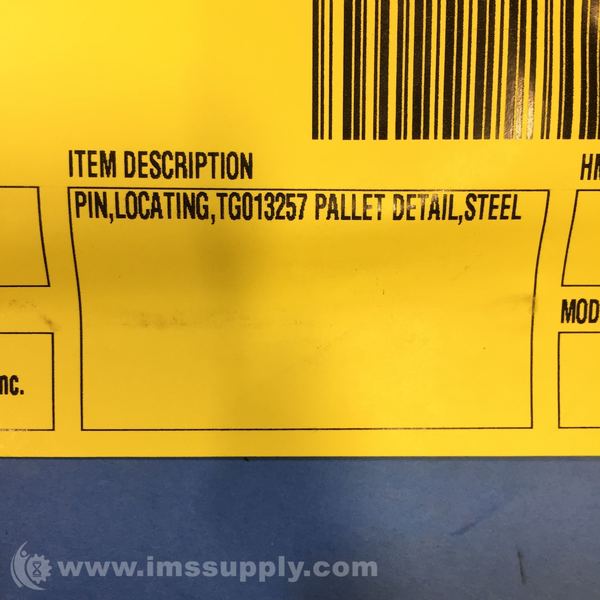 ITEM DESCRIPTION
PIN,LOCATING,TG013257 PALLET DETAIL,STEEL
MOD
nc.
www.imssupply.com